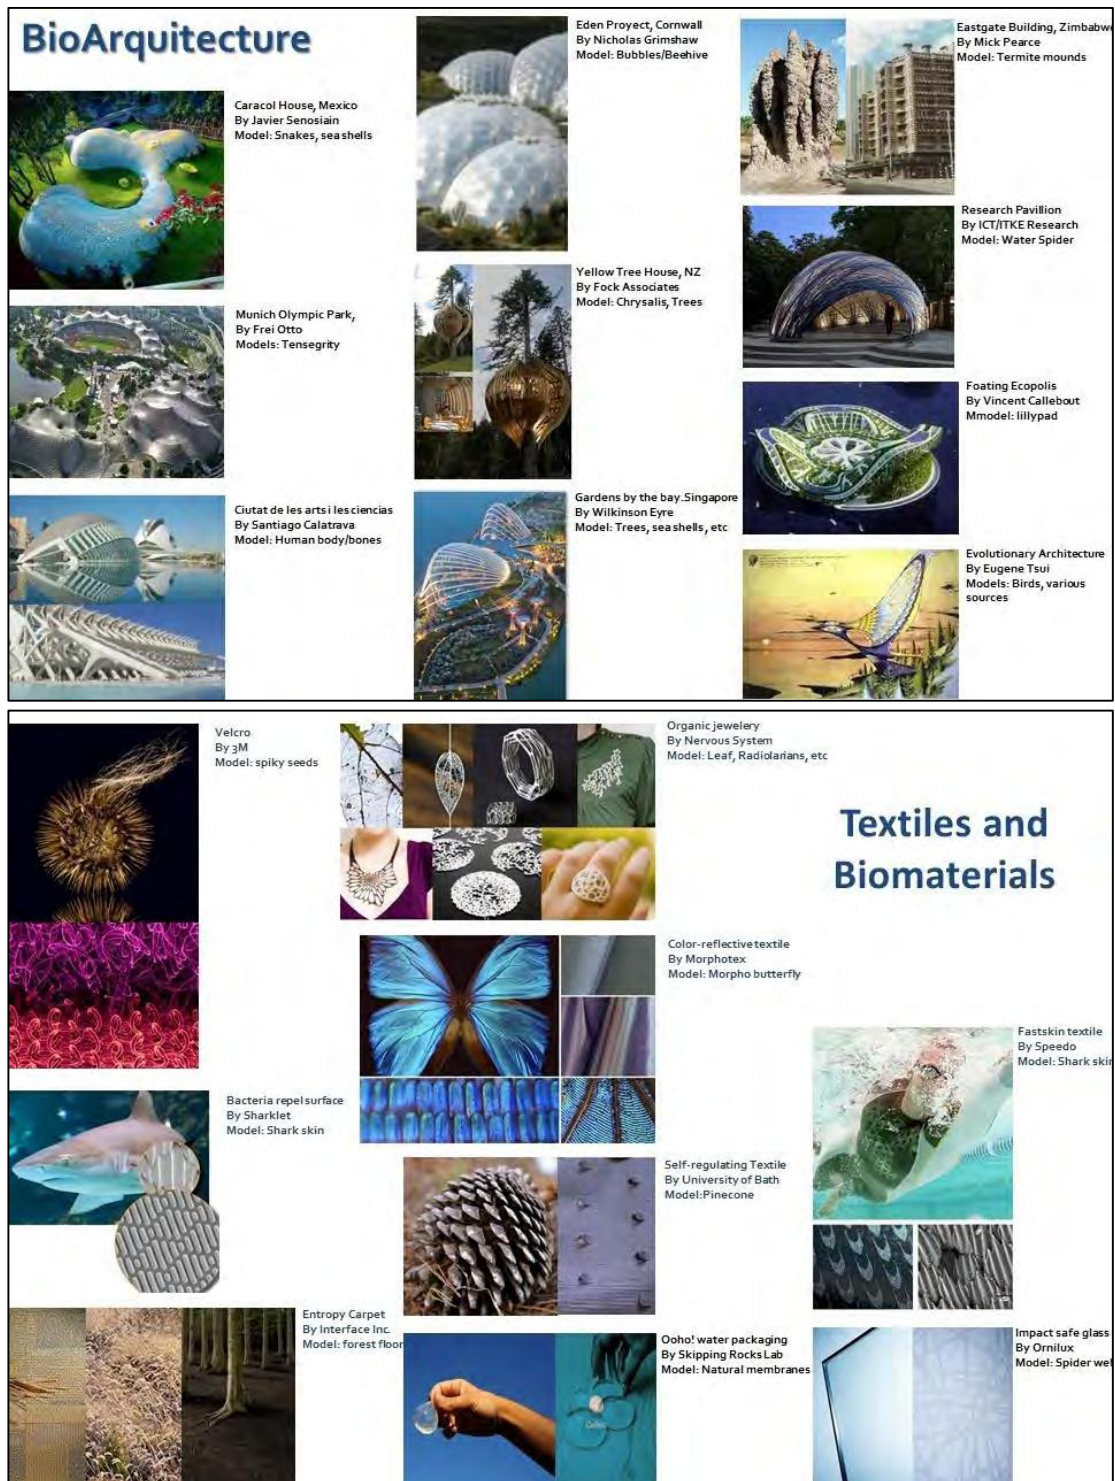 BioArquitecture
Caracol House, Mexico
By Javier Senosiain
Model: Snakes, sea shells
Munich Olympic Park,
By Frei Otto
Models: Tensegrity
Ciutat de les arts i les ciencias
By Santiago Calatrava
Model: Human body/bones
Eden Proyect, Cornwall
By Nicholas Grimshaw
Model: Bubbles/Beehive
Yellow Tree House, NZ
By Fock Associates
Model: Chrysalis, Trees
Gardens by the bay.Singapore
By Wilkinson Eyre
Model: Trees, sea shells, etc
Eastgate Building, Zimbabwe
By Mick Pearce
Model: Termite mounds
Research Pavillion
By ICT/ITKE Research
Model: Water Spider
Foating Ecopolis
By Vincent Callebout
Mmodel: lillypad
Evolutionary Architecture
By Eugene Tsui
Models: Birds, various
sources
Textiles and
Biomaterials
Velcro
By 3M
Model: spiky seeds
Organic jewelery
By Nervous System
Model: Leaf, Radiolarians, etc
Color-reflective textile
By Morphotex
Model: Morpho butterfly
Fastskin textile
By Speedo
Model: Shark skin
Bacteria repel surface
By Sharklet
Model: Shark skin
Self-regulating Textile
By University of Bath
Model:Pinecone
Entropy Carpet
By Interface Inc.
Model: forest floor
Ooho! water packaging
By Skipping Rocks Lab
Model: Natural membranes
Impact safe glass
By Ornilux
Model: Spider web